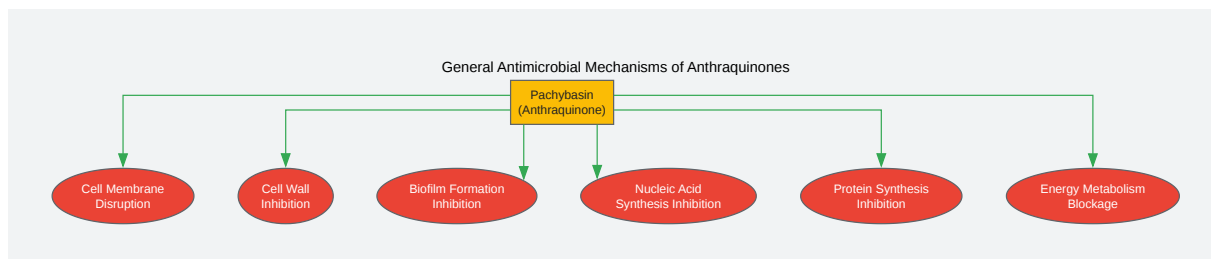 General Antimicrobial Mechanisms of Anthraquinones
Pachybasin
(Anthraquinone)
Cell Membrane
Disruption
Cell Wall
Inhibition
Biofilm Formation
Inhibition
Nucleic Acid
Synthesis Inhibition
Protein Synthesis
Inhibition
Energy Metabolism
Blockage